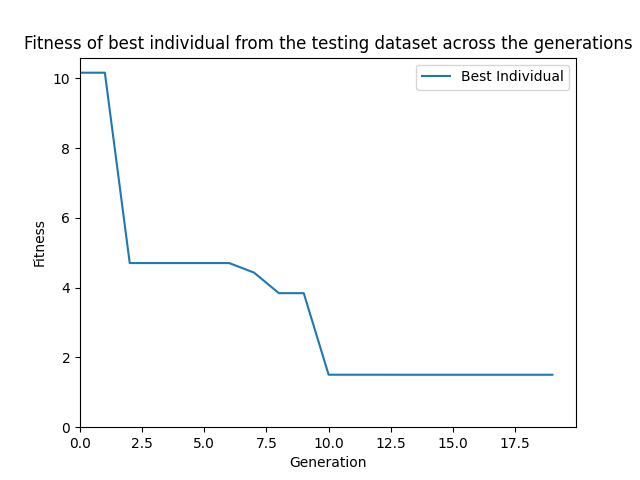 Fitness of best individual from the testing dataset across the generations
Best Individual
10
8
6
4
2
0
Fitness
0.0 2.5 5.0 7.5 10.0 12.5 15.0 17.5
Generation